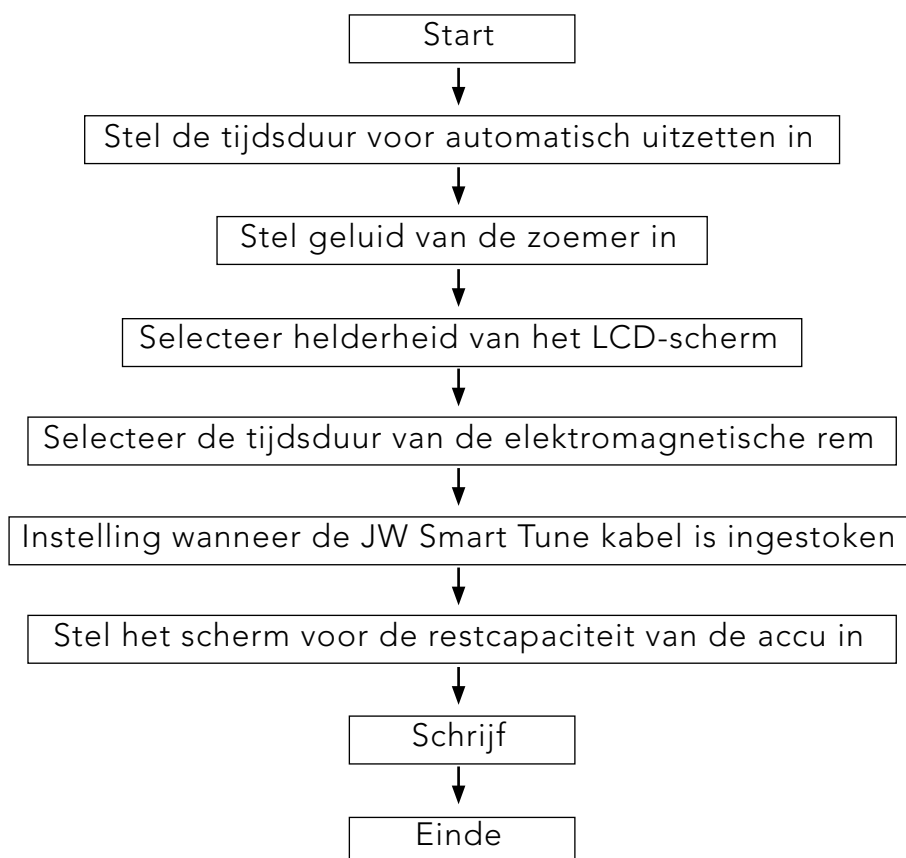 Start
Stel de tijdsduur voor automatisch uitzetten in
Stel geluid van de zoemer in
Selecteer helderheid van het LCD-scherm
Selecteer de tijdsduur van de elektromagnetische rem
Instelling wanneer de JW Smart Tune kabel is ingestoken
Stel het scherm voor de restcapaciteit van de accu in
Schrijf
Einde